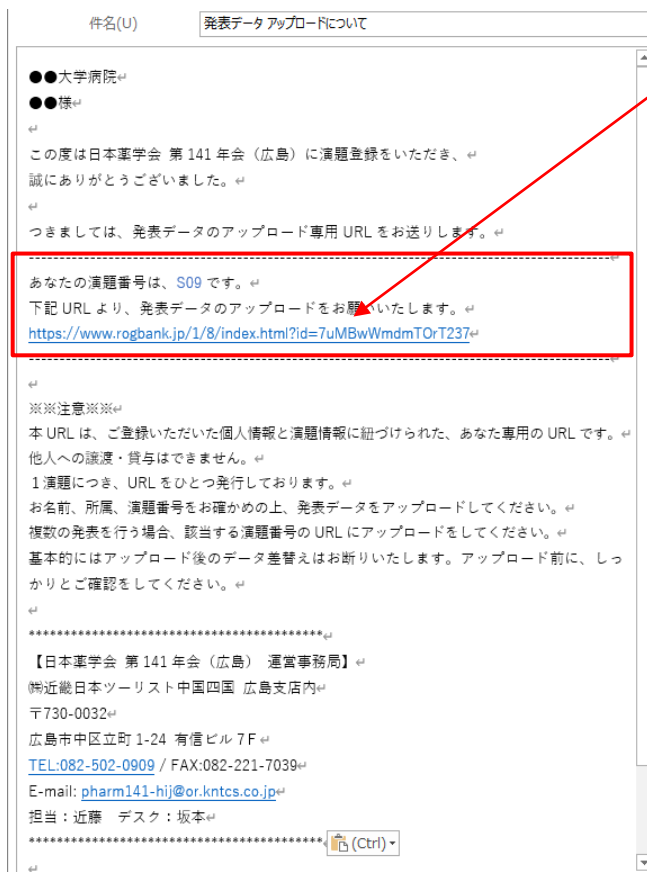 件名(U) 発表データ アップロードについて
●●大学病院↵
●●様↵
↵
この度は日本薬学会 第 141 年会（広島）に演題登録をいただき、↵
誠にありがとうございました。↵
↵
つきましては、発表データのアップロード専用 URL をお送りします。↵
--------------------------------------------------------------------------------↵
あなたの演題番号は、S09 です。↵
下記 URL より、発表データのアップロードをお願いいたします。↵
https://www.rogbank.jp/1/8/index.html?id=7uMBwWmdmTOrT237↵
--------------------------------------------------------------------------------↵
↵
※※注意※※↵
本 URL は、ご登録いただいた個人情報と演題情報に紐づけられた、あなた専用の URL です。↵
他人への譲渡・貸与はできません。↵
１演題につき、URL をひとつ発行しております。↵
お名前、所属、演題番号をお確かめの上、発表データをアップロードしてください。↵
複数の発表を行う場合、該当する演題番号の URL にアップロードをしてください。↵
基本的にはアップロード後のデータ差替えはお断りいたします。アップロード前に、しっ
かりとご確認をしてください。↵
↵
******************************************↵
【日本薬学会 第 141 年会（広島） 運営事務局】↵
㈱近畿日本ツーリスト中国四国 広島支店内↵
〒730-0032↵
広島市中区立町 1-24 有信ビル 7Ｆ↵
TEL:082-502-0909 / FAX:082-221-7039↵
E-mail: pharm141-hij@or.kntcs.co.jp↵
担当：近藤　デスク：坂本↵
******************************************↵ (Ctrl)
↵